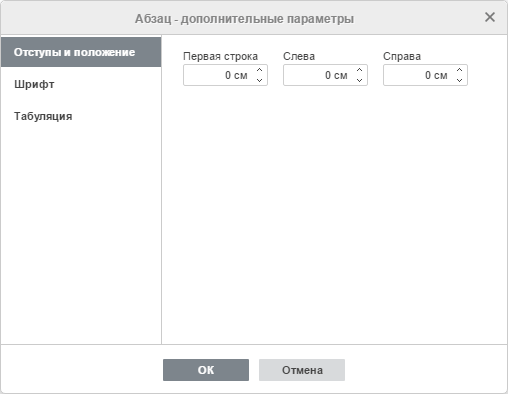 Абзац - дополнительные параметры
Отступы и положение
Шрифт
Табуляция
Первая строка Слева Справа
0 см 0 см 0 см
ОК Отмена